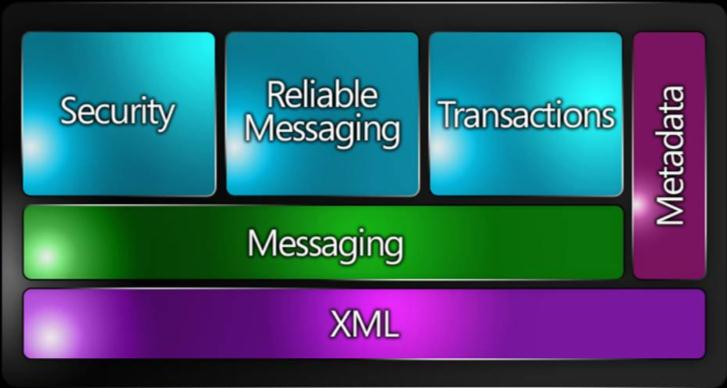 Security
Reliable
Messaging
Transactions
Metadata
Messaging
XML